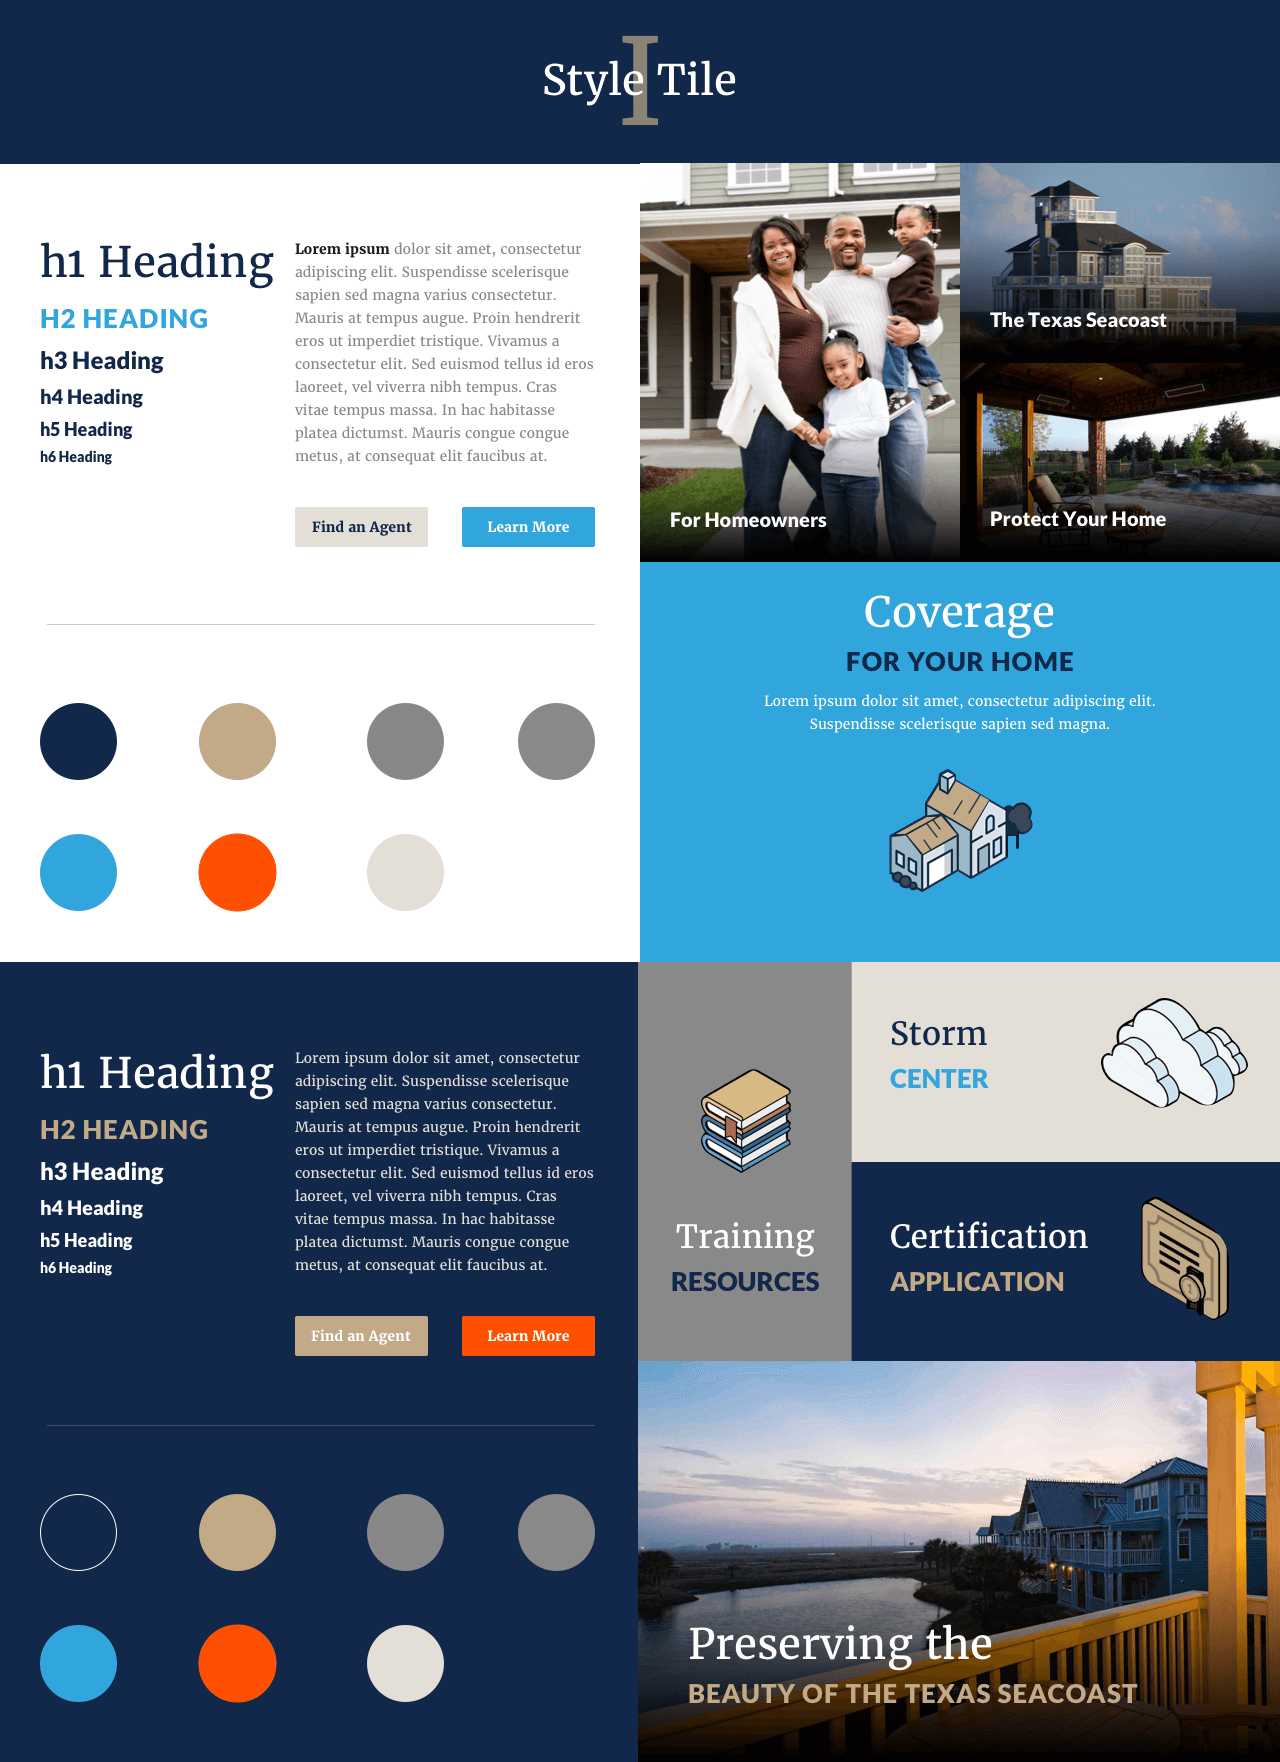 Style Tile
I
h1 Heading
H2 HEADING
h3 Heading
h4 Heading
h5 Heading
h6 Heading
Lorem ipsum dolor sit amet, consectetur
adipiscing elit. Suspendisse scelerisque
sapien sed magna varius consectetur.
Mauris at tempus augue. Proin hendrerit
eros ut imperdiet tristique. Vivamus a
consectetur elit. Sed euismod tellus id eros
laoreet, vel viverra nibh tempus. Cras
vitae tempus massa. In hac habitasse
platea dictumst. Mauris congue congue
metus, at consequat elit faucibus at.
Find an Agent
Learn More
For Homeowners
The Texas Seacoast
Protect Your Home
Coverage
FOR YOUR HOME
Lorem ipsum dolor sit amet, consectetur adipiscing elit.
Suspendisse scelerisque sapien sed magna.
h1 Heading
H2 HEADING
h3 Heading
h4 Heading
h5 Heading
h6 Heading
Lorem ipsum dolor sit amet, consectetur
adipiscing elit. Suspendisse scelerisque
sapien sed magna varius consectetur.
Mauris at tempus augue. Proin hendrerit
eros ut imperdiet tristique. Vivamus a
consectetur elit. Sed euismod tellus id eros
laoreet, vel viverra nibh tempus. Cras
vitae tempus massa. In hac habitasse
platea dictumst. Mauris congue congue
metus, at consequat elit faucibus at.
Find an Agent
Learn More
Training
RESOURCES
Storm
CENTER
Certification
APPLICATION
1
Preserving the
BEAUTY OF THE TEXAS SEACOAST